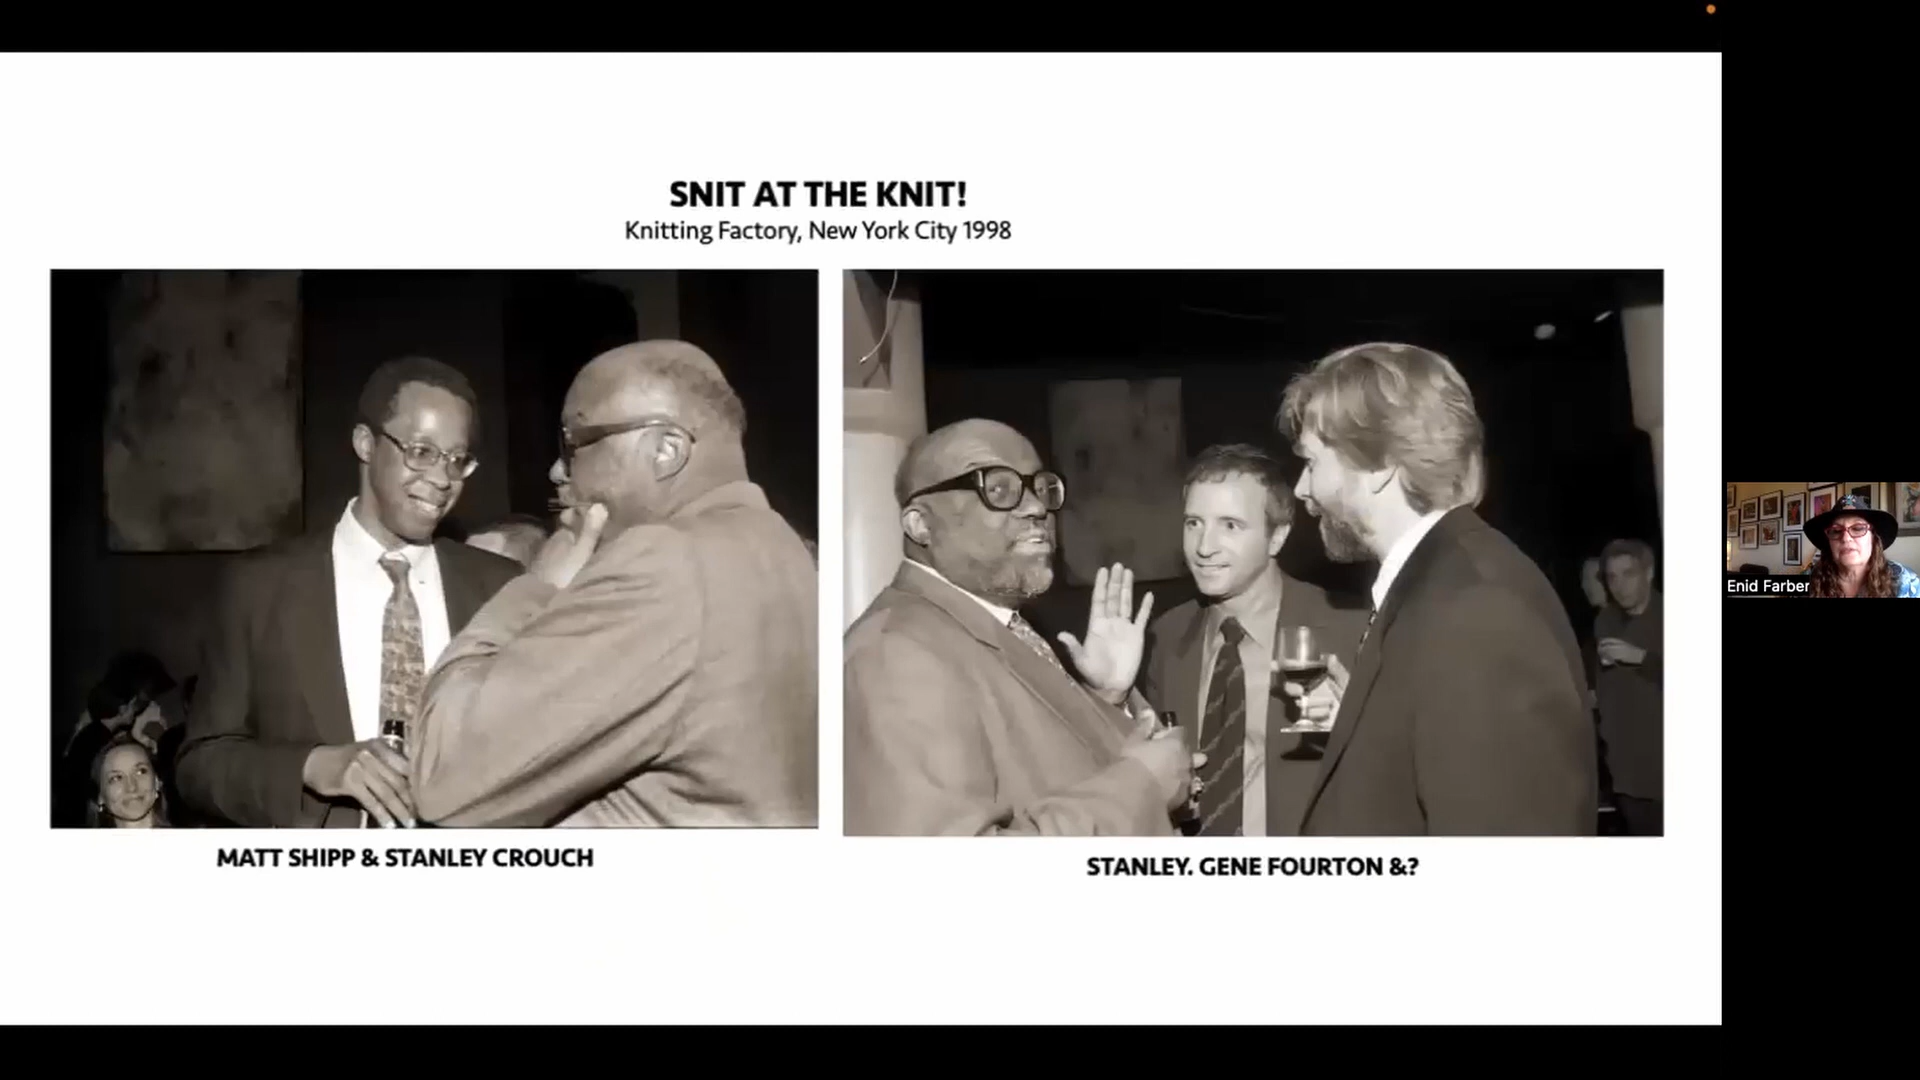 SNIT AT THE KNIT!
Knitting Factory, New York City 1998
MATT SHIPP & STANLEY CROUCH
STANLEY. GENE FOURTON &?
Enid Farber